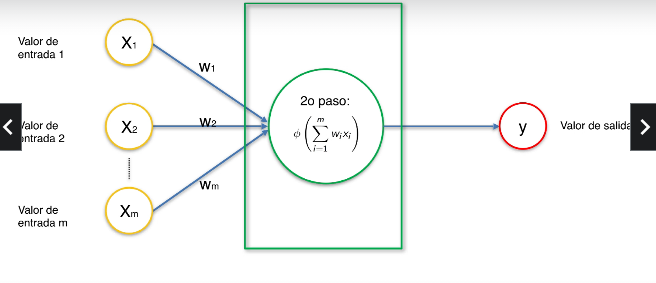 Valor de
entrada 1
X1
W1
Valor de
entrada 2
X2
W2
2o paso:
ϕ ( ∑ i=1 m wixi )
y
Valor de salida
Valor de
entrada m
Xm
Wm